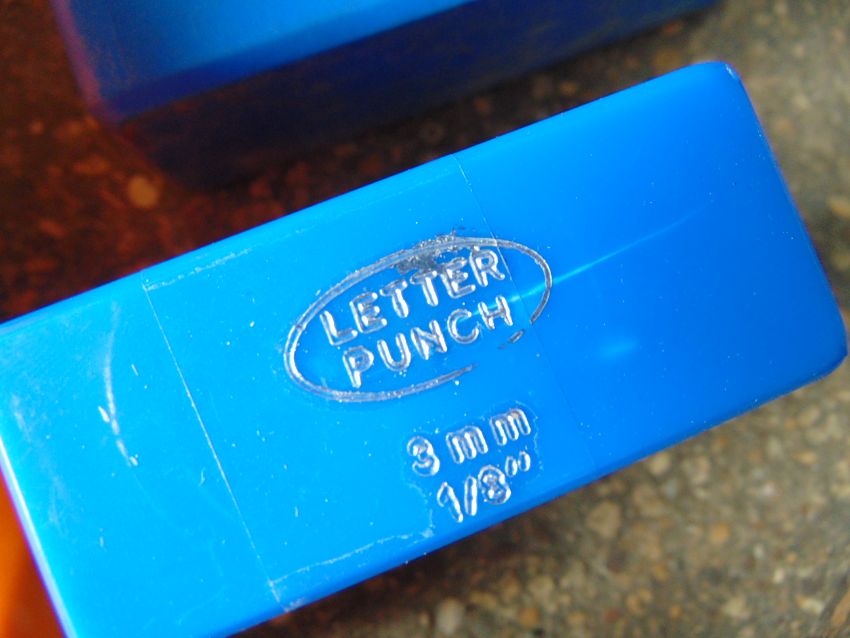 LETTER
PUNCH
3 mm
1/8"